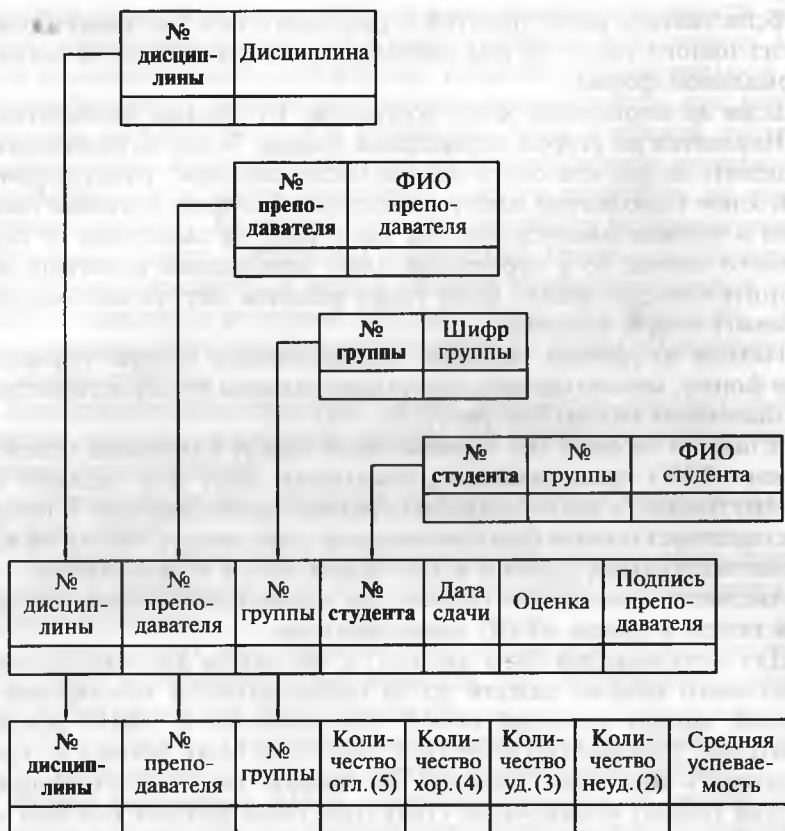 №
дисцип-
лины
Дисциплина
№
препо-
давателя
ФИО
препо-
давателя
№
группы
Шифр
группы
№
студента
№
группы
ФИО
студента
№
дисцип-
лины
№
препо-
давателя
№
группы
№
студента
Дата
сдачи
Оценка
Подпись
препо-
давателя
№
дисцип-
лины
№
препо-
давателя
№
группы
Коли-
чество
отл.(5)
Коли-
чество
хор.(4)
Коли-
чество
уд.(3)
Коли-
чество
неуд.(2)
Средняя
успевае-
мость